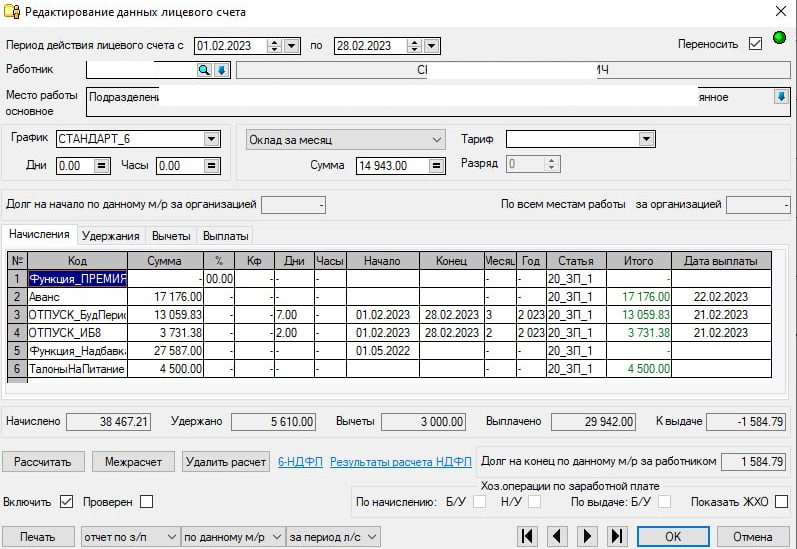 Редактирование данных лицевого счета
Период действия лицевого счета с 01.02.2023 по 28.02.2023 Переносить
Работник
Место работы основное Подразделени
График СТАНДАРТ_6 Оклад за месяц Тариф
Дни 0.00 Часы 0.00 Сумма 14 943.00 Разряд 0
Долг на начало по данному м/р за организацией - По всем местам работы за организацией -
Начисления Удержания Вычеты Выплаты
№ Код Сумма % Кф Дни Часы Начало Конец Месяц Год Статья Итого Дата выплаты
1 Функция_ПРЕМИЯ - 00.00 - - - - - 20_ЗП_1 -
2 Аванс 17 176.00 - - - - - - 20_ЗП_1 17 176.00 22.02.2023
3 ОТПУСК_БудПерис 13 059.83 - - 7.00 - 01.02.2023 28.02.2023 3 2 023 20_ЗП_1 13 059.83 21.02.2023
4 ОТПУСК_ИБ8 3 731.38 - - 2.00 - 01.02.2023 28.02.2023 2 2 023 20_ЗП_1 3 731.38 21.02.2023
5 Функция_Надбавка 27 587.00 - - - - 01.05.2022 - - 20_ЗП_1 -
6 ТалоныНаПитание 4 500.00 - - - - - - 20_ЗП_1 4 500.00
Начислено 38 467.21 Удержано 5 610.00 Вычеты 3 000.00 Выплачено 29 942.00 К выдаче -1 584.79
Рассчитать Межрасчет Удалить расчет 6-НДФЛ Результаты расчета НДФЛ Долг на конец по данному м/р за работником 1 584.79
Хоз.операции по заработной плате
Включить Проверен По начислению: Б/У Н/У По выдаче: Б/У Показать ЖХО
Печать отчет по з/п по данному м/р за период л/с OK Отмена